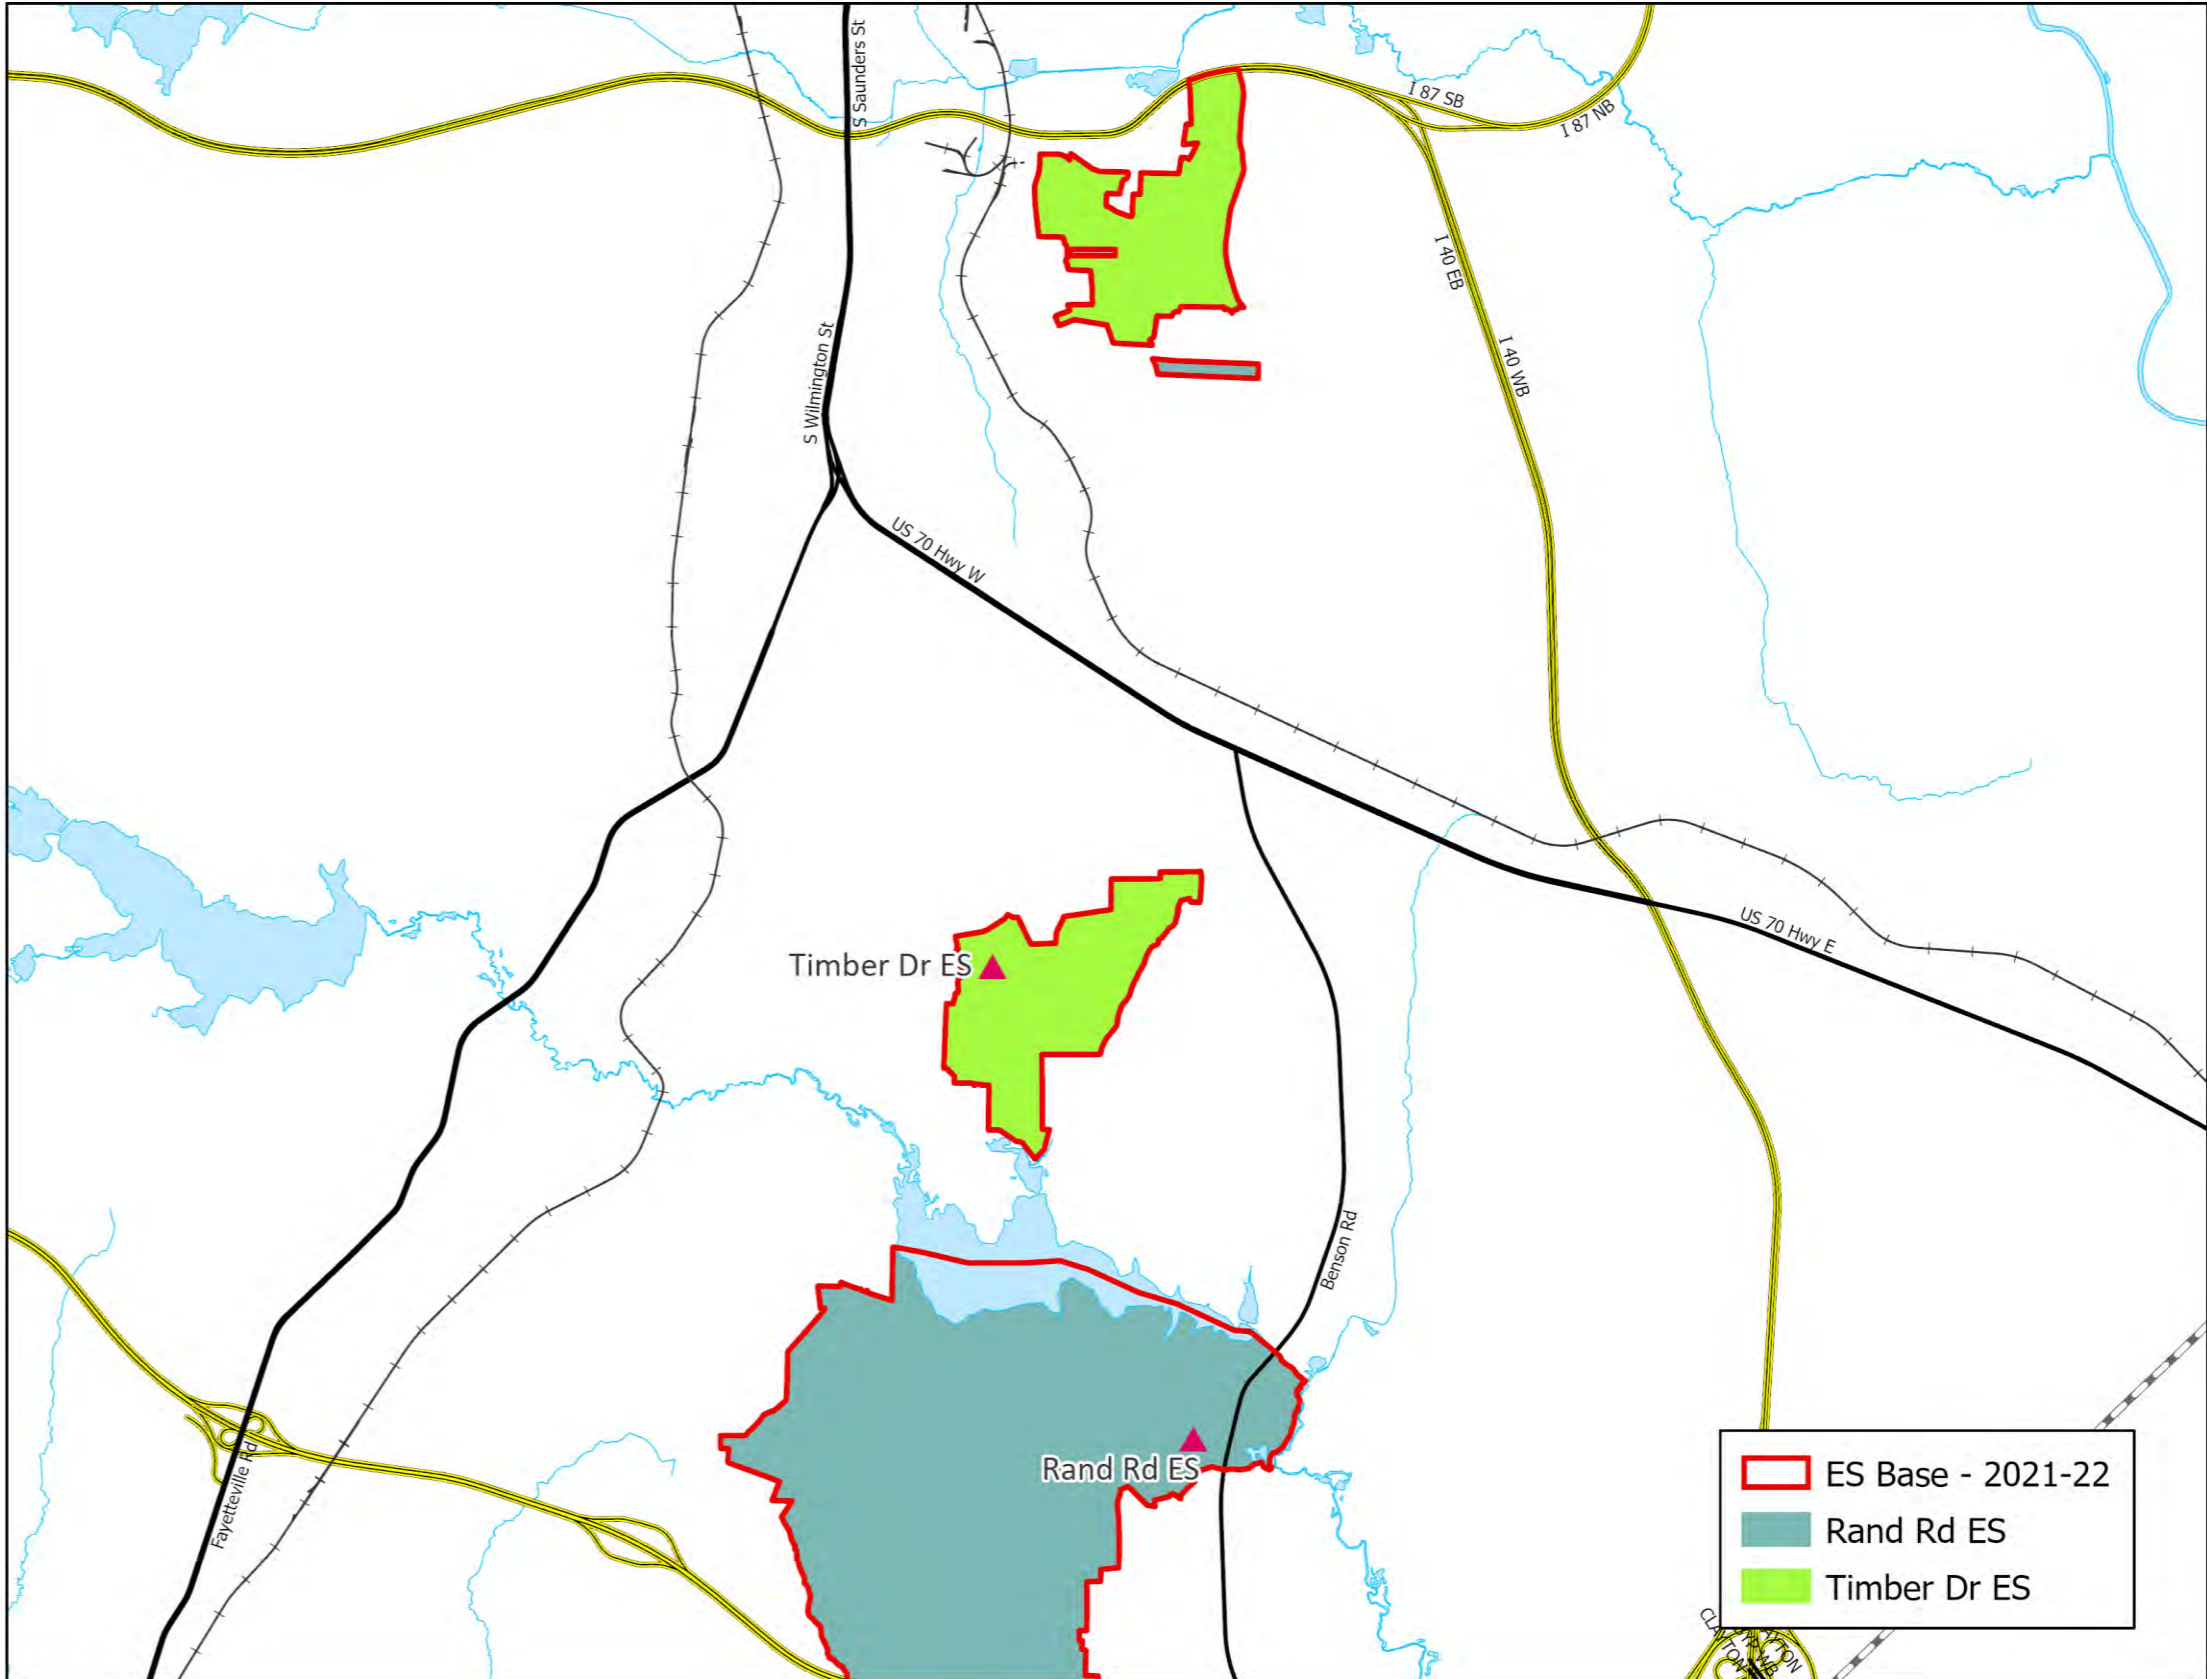 S Saunders St
I 87 SB
I 87 NB
I 40 EB
I 40 WB
S Wilmington St
US 70 Hwy W
US 70 Hwy E
Timber Dr ES
Benson Rd
Rand Rd ES
Fayetteville Rd
ES Base - 2021-22
Rand Rd ES
Timber Dr ES